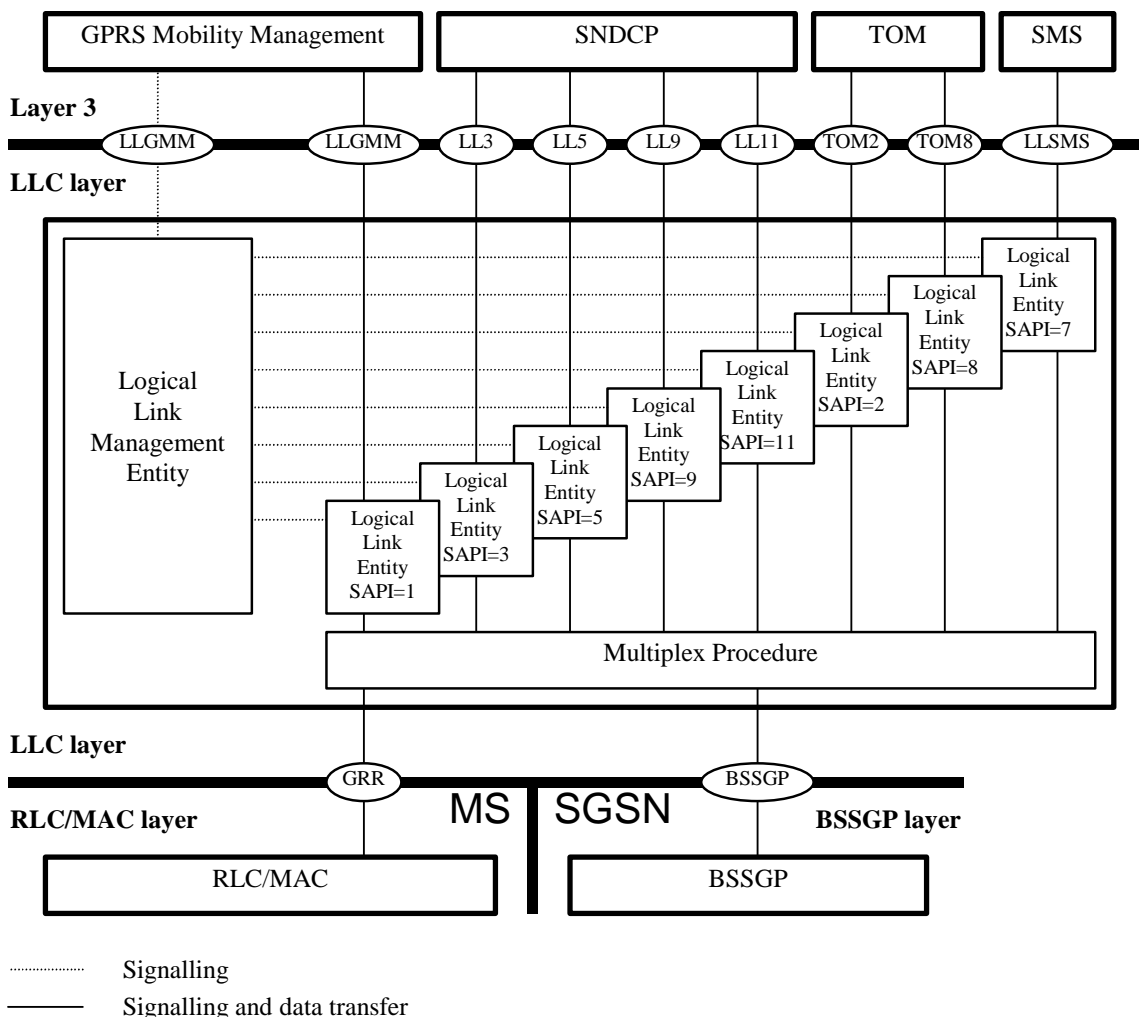 GPRS Mobility Management
SNDCP
TOM
SMS
Layer 3
LLGMM
LLGMM
LL3
LL5
LL9
LL11
TOM2
TOM8
LLSMS
LLC layer
Logical
Link
Management
Entity
Logical
Link
Entity
SAPI=1
Logical
Link
Entity
SAPI=3
Logical
Link
Entity
SAPI=5
Logical
Link
Entity
SAPI=9
Logical
Link
Entity
SAPI=11
Logical
Link
Entity
SAPI=2
Logical
Link
Entity
SAPI=8
Logical
Link
Entity
SAPI=7
Multiplex Procedure
LLC layer
GRR
BSSGP
MS
SGSN
RLC/MAC layer
BSSGP layer
RLC/MAC
BSSGP
Signalling
Signalling and data transfer